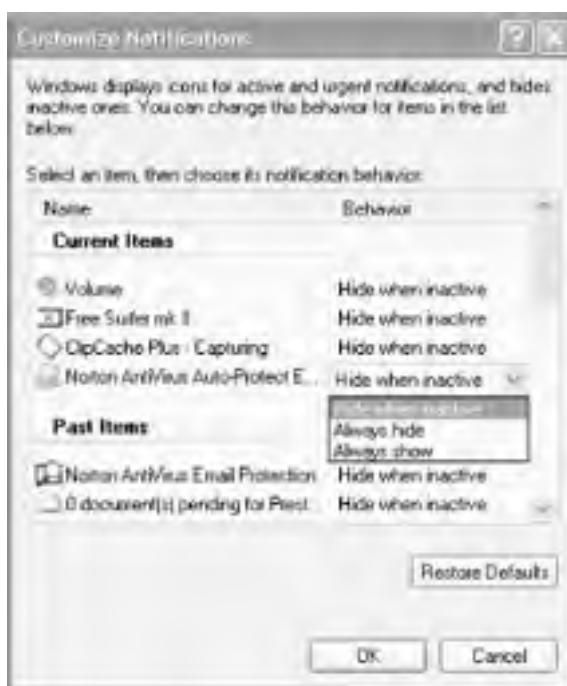 Customize Notifications
Windows displays icons for active and urgent notifications, and hides
inactive ones. You can change this behavior for items in the list
below.
Select an item, then choose its notification behavior:
Name Behavior
Current Items
Volume Hide when inactive
Free Surfer mk II Hide when inactive
ClipCache Plus - Capturing Hide when inactive
Norton AntiVirus Auto-Protect E... Hide when inactive
Hide when inactive
Always hide
Always show
Past Items
Norton AntiVirus Email Protection Hide when inactive
0 document(s) pending for Hide when inactive
Restore Defaults
OK Cancel